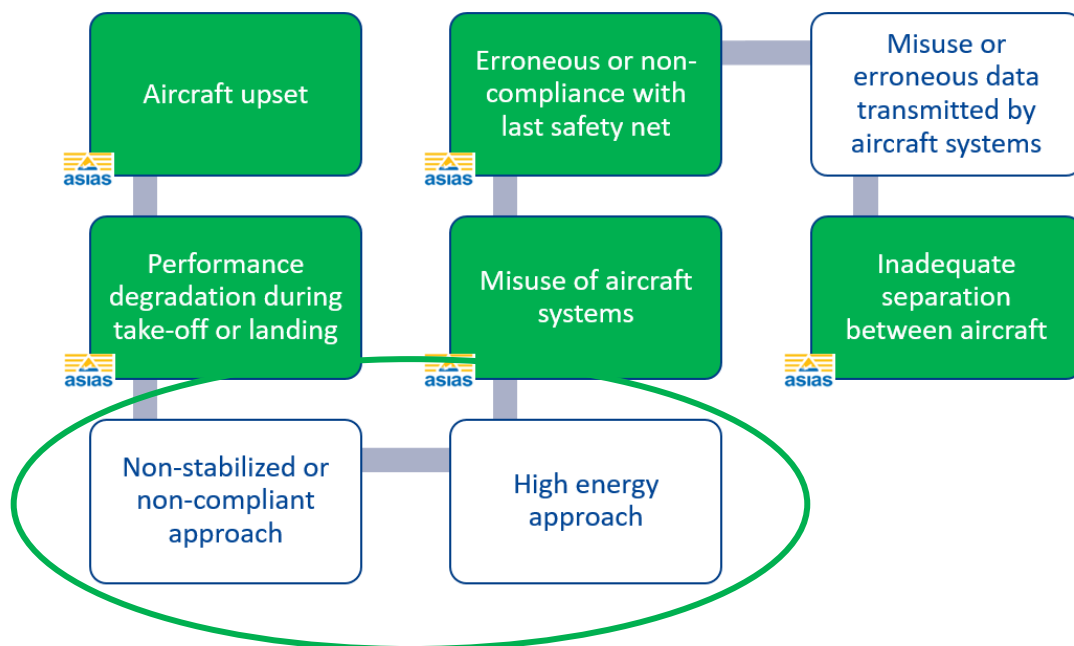 Aircraft upset
asias
Performance
degradation during
take-off or landing
asias
Non-stabilized or
non-compliant
approach
High energy
approach
Misuse of aircraft
systems
asias
Erroneous or non-
compliance with
last safety net
asias
Misuse or
erroneous data
transmitted by
aircraft systems
Inadequate
separation
between aircraft
asias